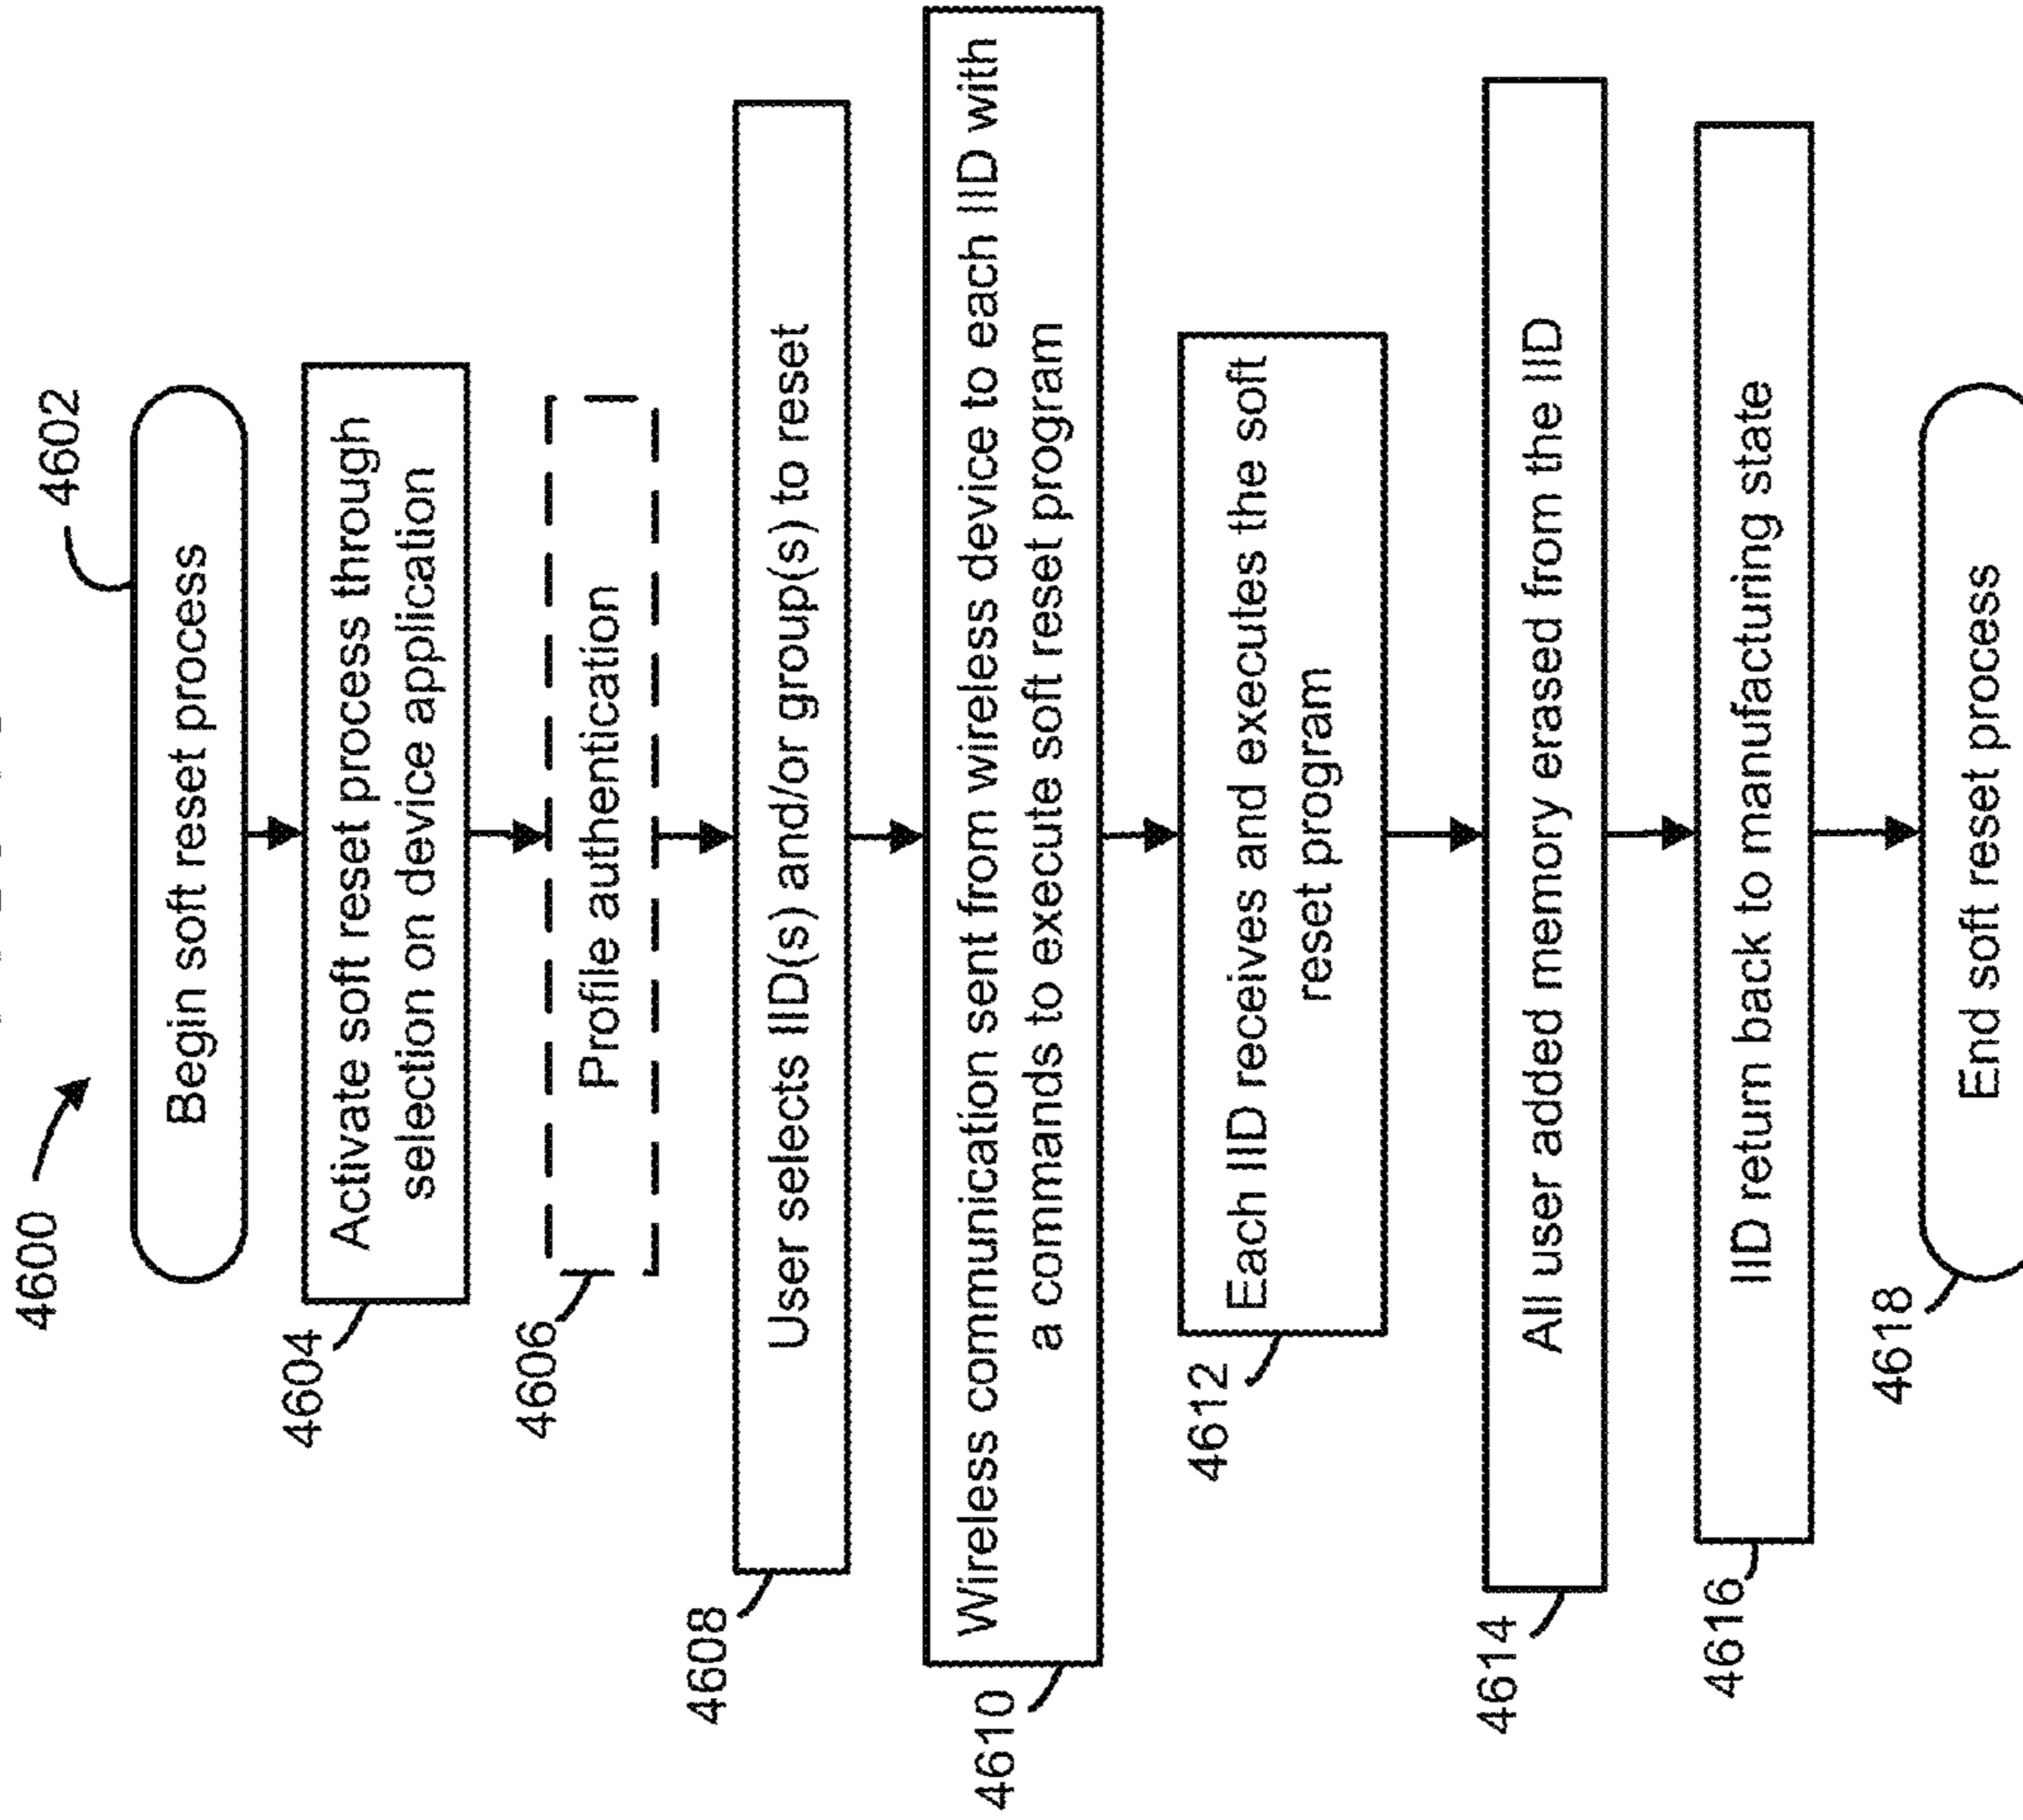 4600
4602
Begin soft reset process
4604
Activate soft reset process through
selection on device application
4606
Profile authentication
4608
User selects IID(s) and/or group(s) to reset
4610
Wireless communication sent from wireless device to each IID with
a commands to execute soft reset program
4612
Each IID receives and executes the soft
reset program
4614
All user added memory erased from the IID
4616
IID return back to manufacturing state
4618
End soft reset process